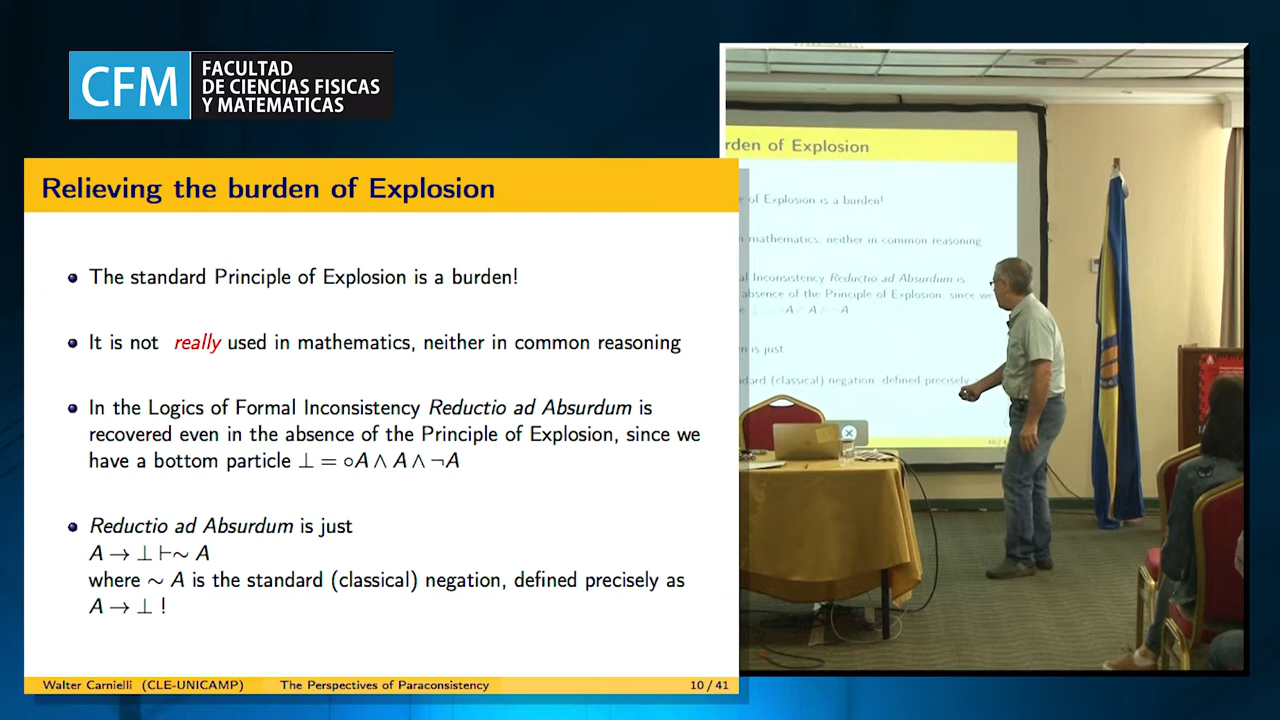 CFM
FACULTAD
DE CIENCIAS FISICAS
Y MATEMATICAS
Relieving the burden of Explosion
The standard Principle of Explosion is a burden!
It is not really used in mathematics, neither in common reasoning
In the Logics of Formal Inconsistency Reductio ad Absurdum is
recovered even in the absence of the Principle of Explosion, since we
have a bottom particle ⊥ = ∘A ∧ A ∧ ¬A
Reductio ad Absurdum is just
A → ⊥ ⊢∼ A
where ∼ A is the standard (classical) negation, defined precisely as
A → ⊥ !
Walter Carnielli (CLE-UNICAMP) The Perspectives of Paraconsistency 10 / 41
rden of Explosion
e of Explosion is a burden!
mathematics, neither in common reasoning
al Inconsistency Reductio ad Absurdum is
absence of the Principle of Explosion, since we
n is just
dard (classical) negation, defined precisely